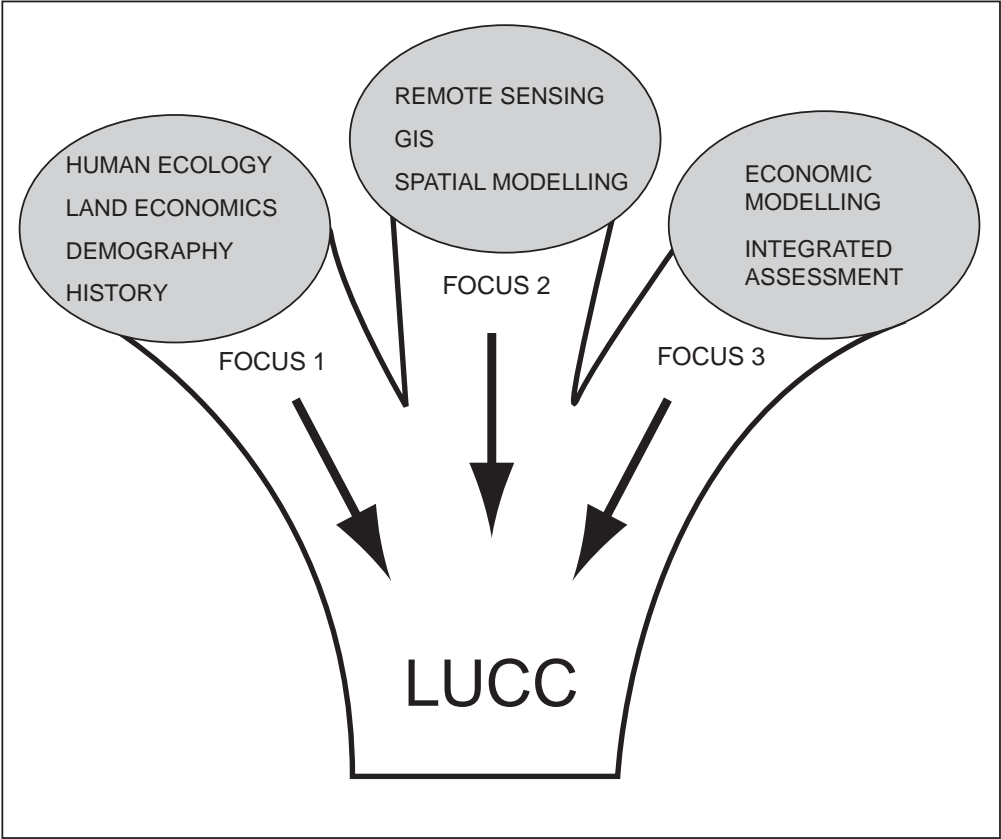 HUMAN ECOLOGY
LAND ECONOMICS
DEMOGRAPHY
HISTORY
FOCUS 1
REMOTE SENSING
GIS
SPATIAL MODELLING
FOCUS 2
ECONOMIC
MODELLING
INTEGRATED
ASSESSMENT
FOCUS 3
LUCC